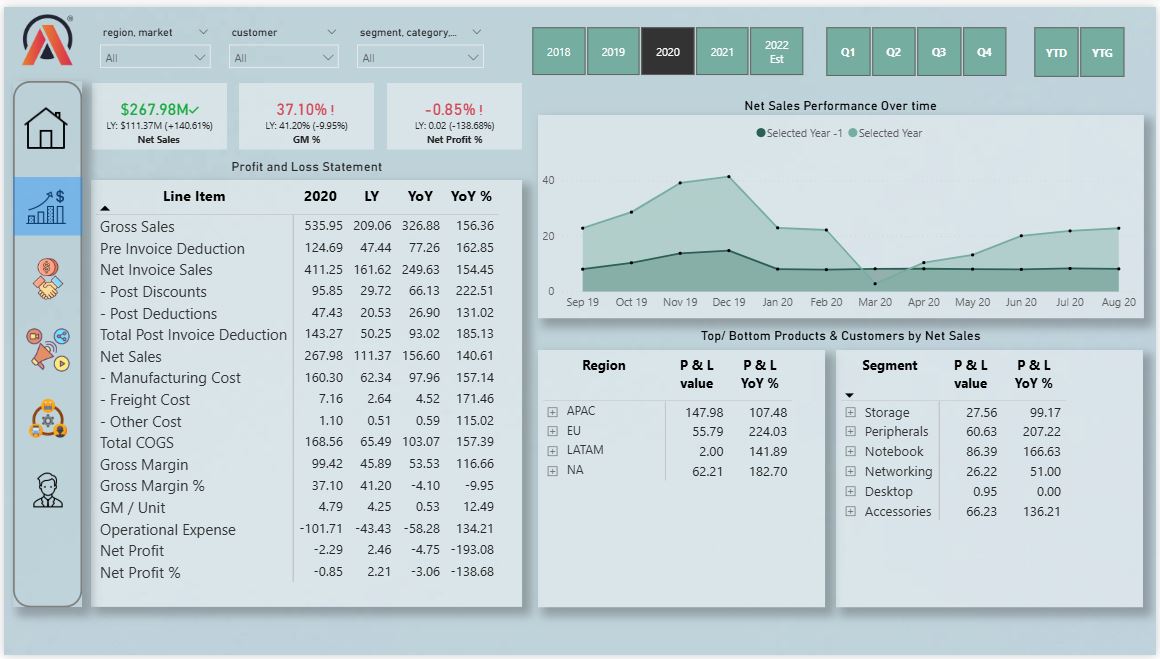 region, market
customer
segment, category,...
All
All
All
2018
2019
2020
2021
2022
Est
Q1
Q2
Q3
Q4
YTD
YTG
$267.98M
LY: $111.37M (+140.61%)
Net Sales
37.10% !
LY: 41.20% (-9.95%)
GM %
-0.85% !
LY: 0.02 (-138.68%)
Net Profit %
Profit and Loss Statement
Line Item 2020 LY YoY YoY %
Gross Sales 535.95 209.06 326.88 156.36
Pre Invoice Deduction 124.69 47.44 77.26 162.85
Net Invoice Sales 411.25 161.62 249.63 154.45
- Post Discounts 95.85 29.72 66.13 222.51
- Post Deductions 47.43 20.53 26.90 131.02
Total Post Invoice Deduction 143.27 50.25 93.02 185.13
Net Sales 267.98 111.37 156.60 140.61
- Manufacturing Cost 160.30 62.34 97.96 157.14
- Freight Cost 7.16 2.64 4.52 171.46
- Other Cost 1.10 0.51 0.59 115.02
Total COGS 168.56 65.49 103.07 157.39
Gross Margin 99.42 45.89 53.53 116.66
Gross Margin % 37.10 41.20 -4.10 -9.95
GM / Unit 4.79 4.25 0.53 12.49
Operational Expense -101.71 -43.43 -58.28 134.21
Net Profit -2.29 2.46 -4.75 -193.08
Net Profit % -0.85 2.21 -3.06 -138.68
Net Sales Performance Over time
Selected Year -1 Selected Year
40
20
0
Sep 19 Oct 19 Nov 19 Dec 19 Jan 20 Feb 20 Mar 20 Apr 20 May 20 Jun 20 Jul 20 Aug 20
Top/ Bottom Products & Customers by Net Sales
Region P & L value P & L YoY %
APAC 147.98 107.48
EU 55.79 224.03
LATAM 2.00 141.89
NA 62.21 182.70
Segment P & L value P & L YoY %
Storage 27.56 99.17
Peripherals 60.63 207.22
Notebook 86.39 166.63
Networking 26.22 51.00
Desktop 0.95 0.00
Accessories 66.23 136.21